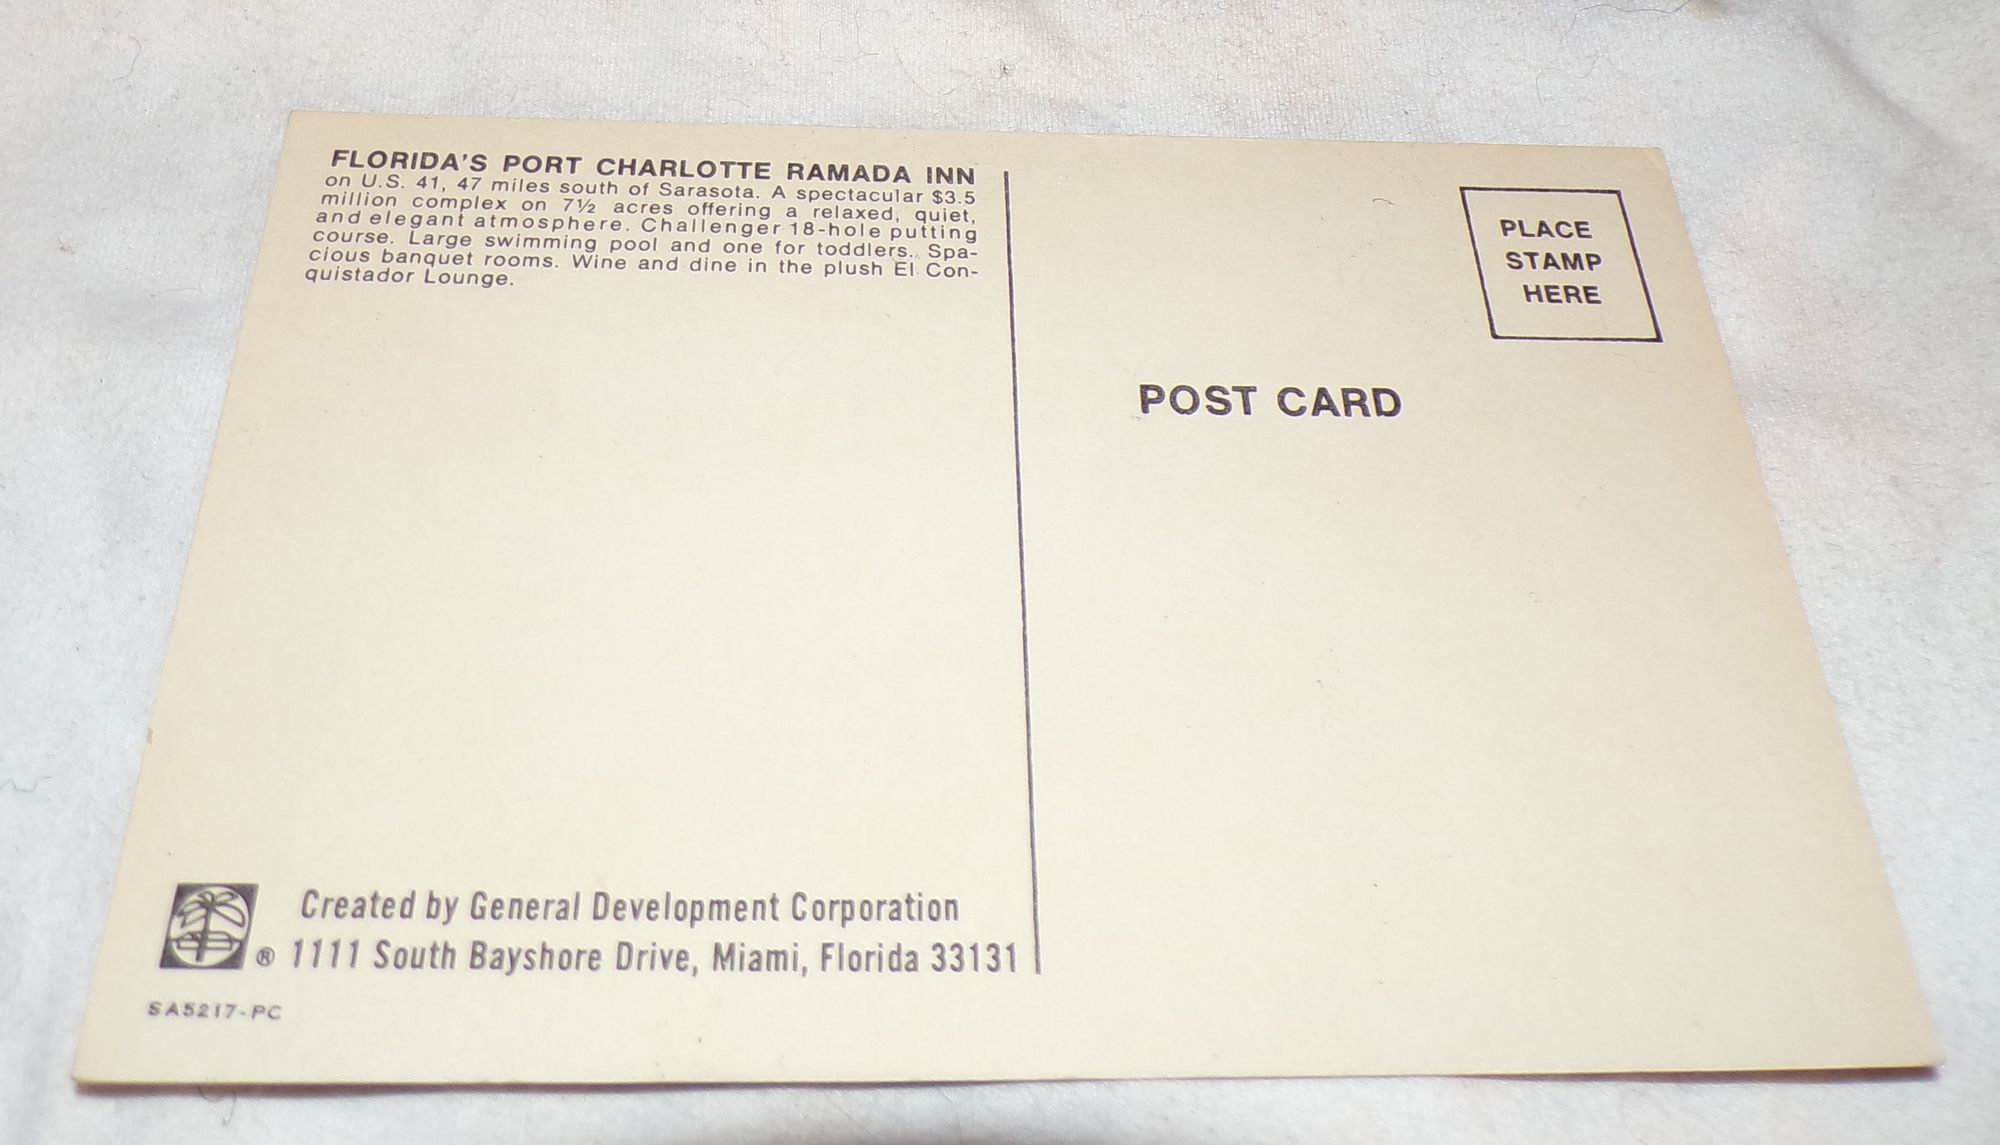 FLORIDA'S PORT CHARLOTTE RAMADA INN
on U.S. 41, 47 miles south of Sarasota. A spectacular $3.5
million complex on 7½ acres offering a relaxed, quiet,
and elegant atmosphere. Challenger 18-hole putting
course. Large swimming pool and one for toddlers. Spa-
cious banquet rooms. Wine and dine in the plush El Con-
quistador Lounge.
PLACE
STAMP
HERE
POST CARD
Created by General Development Corporation
® 1111 South Bayshore Drive, Miami, Florida 33131
SA5217-PC